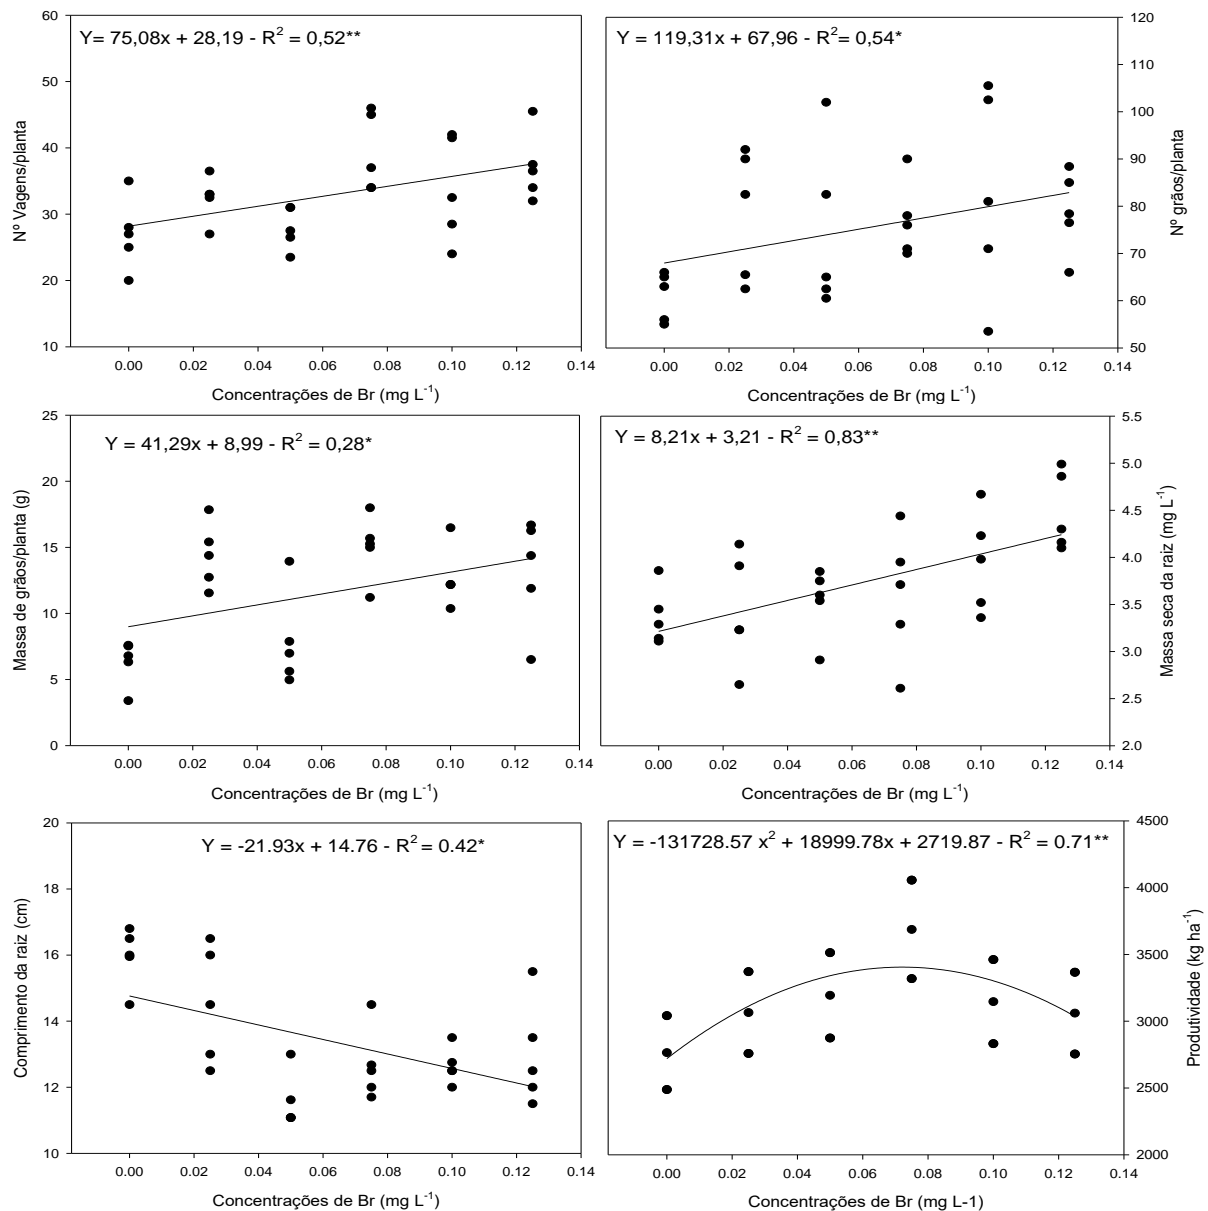 Y= 75,08x + 28,19 - R² = 0,52**
60
50
40
30
20
10
Nº Vagens/planta
0.00 0.02 0.04 0.06 0.08 0.10 0.12 0.14
Concentrações de Br (mg L⁻¹)
Y = 119,31x + 67,96 - R²= 0,54*
120
110
100
90
80
70
60
50
Nº grãos/planta
0.00 0.02 0.04 0.06 0.08 0.10 0.12 0.14
Concentrações de Br (mg L⁻¹)
Y = 41,29x + 8,99 - R² = 0,28*
25
20
15
10
5
0
Massa de grãos/planta (g)
0.00 0.02 0.04 0.06 0.08 0.10 0.12 0.14
Concentrações de Br (mg L⁻¹)
Y = 8,21x + 3,21 - R² = 0,83**
5.5
5.0
4.5
4.0
3.5
3.0
2.5
2.0
Massa seca da raiz (mg L⁻¹)
0.00 0.02 0.04 0.06 0.08 0.10 0.12 0.14
Concentrações de Br (mg L⁻¹)
Y = -21.93x + 14.76 - R² = 0.42*
20
18
16
14
12
10
Comprimento da raiz (cm)
0.00 0.02 0.04 0.06 0.08 0.10 0.12 0.14
Concentrações de Br (mg L⁻¹)
Y = -131728.57 x² + 18999.78x + 2719.87 - R² = 0.71**
4500
4000
3500
3000
2500
2000
Produtividade (kg ha⁻¹)
0.00 0.02 0.04 0.06 0.08 0.10 0.12 0.14
Concentrações de Br (mg L-1)